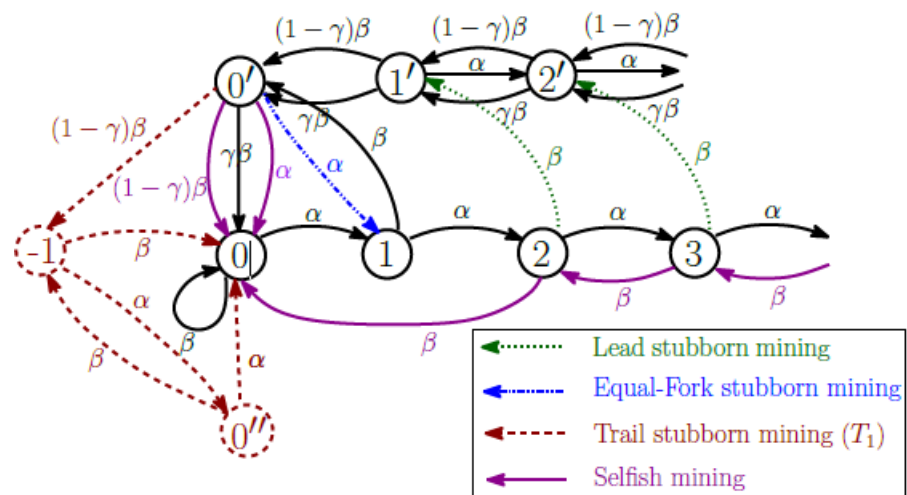 (1−γ)β (1−γ)β (1−γ)β
0′ 1′ α 2′ α
γβ γβ γβ
(1−γ)β γβ α α β β β
(1−γ)β
-1 β 0 α 1 α 2 α 3 α
α β β β
β β α
0″
Lead stubborn mining
Equal-Fork stubborn mining
Trail stubborn mining (T₁)
Selfish mining